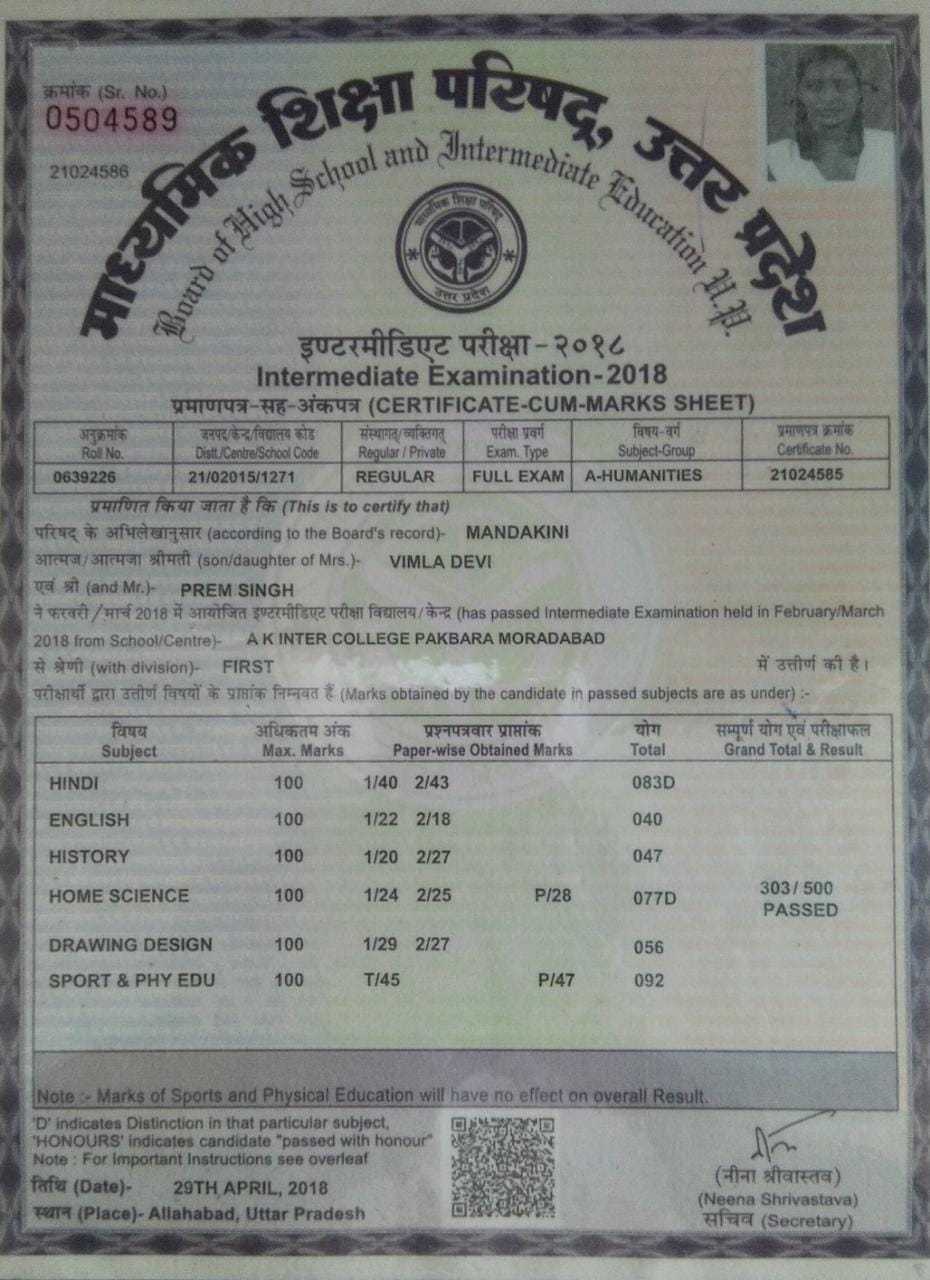 क्रमांक (Sr. No.)
0504589
21024586
माध्यमिक शिक्षा परिषद्, उत्तर प्रदेश
Board of High School and Intermediate Education U.P.
माध्यमिक शिक्षा परिषद्
उत्तर प्रदेश
इण्टरमीडिएट परीक्षा-२०१८
Intermediate Examination-2018
प्रमाणपत्र-सह-अंकपत्र (CERTIFICATE-CUM-MARKS SHEET)
अनुक्रमांक जनपद/केन्द्र/विद्यालय कोड संस्थागत/व्यक्तिगत् परीक्षा प्रवर्ग विषय-वर्ग प्रमाणपत्र क्रमांक
Roll No. Distt./Centre/School Code Regular / Private Exam. Type Subject-Group Certificate No.
0639226 21/02015/1271 REGULAR FULL EXAM A-HUMANITIES 21024585
प्रमाणित किया जाता है कि (This is to certify that)
परिषद् के अभिलेखानुसार (according to the Board's record)- MANDAKINI
आत्मज/आत्मजा श्रीमती (son/daughter of Mrs.)- VIMLA DEVI
एवं श्री (and Mr.)- PREM SINGH
ने फरवरी/मार्च 2018 में आयोजित इण्टरमीडिएट परीक्षा विद्यालय/केन्द्र (has passed Intermediate Examination held in February/March
2018 from School/Centre)- A K INTER COLLEGE PAKBARA MORADABAD
से श्रेणी (with division)- FIRST में उत्तीर्ण की है।
परीक्षार्थी द्वारा उत्तीर्ण विषयों के प्राप्तांक निम्नवत हैं (Marks obtained by the candidate in passed subjects are as under) :-
विषय अधिकतम अंक प्रश्नपत्रवार प्राप्तांक योग सम्पूर्ण योग एवं परीक्षाफल
Subject Max. Marks Paper-wise Obtained Marks Total Grand Total & Result
HINDI 100 1/40 2/43 083D
ENGLISH 100 1/22 2/18 040
HISTORY 100 1/20 2/27 047
HOME SCIENCE 100 1/24 2/25 P/28 077D 303/ 500
PASSED
DRAWING DESIGN 100 1/29 2/27 056
SPORT & PHY EDU 100 T/45 P/47 092
Note :- Marks of Sports and Physical Education will have no effect on overall Result.
'D' indicates Distinction in that particular subject,
'HONOURS' indicates candidate "passed with honour"
Note : For Important Instructions see overleaf
तिथि (Date)- 29TH APRIL, 2018
स्थान (Place)- Allahabad, Uttar Pradesh
(नीना श्रीवास्तव)
(Neena Shrivastava)
सचिव (Secretary)